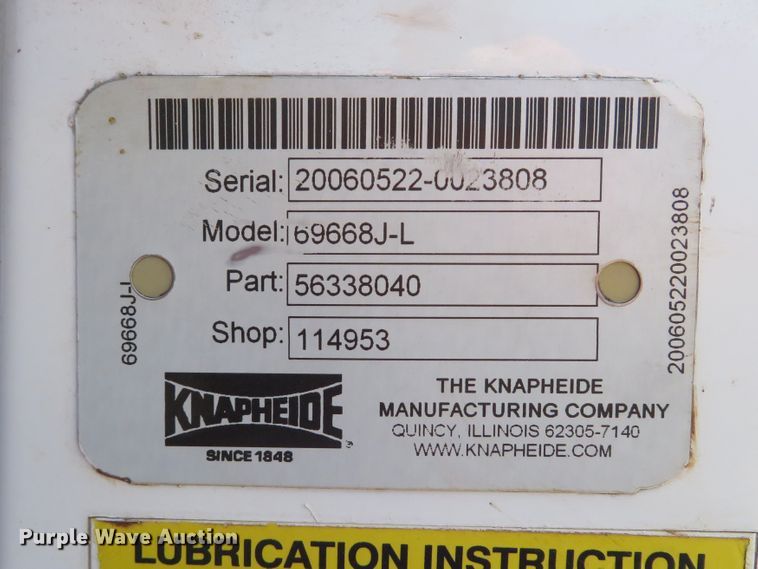 Serial: 20060522-0023808
Model: 69668J-L
Part: 56338040
Shop: 114953
69668J-L
200605220023808
KNAPHEIDE
SINCE 1848
THE KNAPHEIDE
MANUFACTURING COMPANY
QUINCY, ILLINOIS 62305-7140
WWW.KNAPHEIDE.COM
LUBRICATION INSTRUCTION
Purple Wave Auction